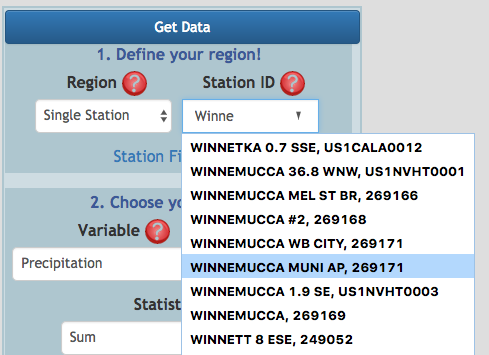 Get Data
1. Define your region!
Region ? Station ID ?
Single Station Winne
WINNETKA 0.7 SSE, US1CALA0012
Station Fi
WINNEMUCCA 36.8 WNW, US1NVHT0001
WINNEMUCCA MEL ST BR, 269166
2. Choose yo
WINNEMUCCA #2, 269168
Variable ?
WINNEMUCCA WB CITY, 269171
Precipitation
WINNEMUCCA MUNI AP, 269171
WINNEMUCCA 1.9 SE, US1NVHT0003
Statist
WINNEMUCCA, 269169
Sum
WINNETT 8 ESE, 249052